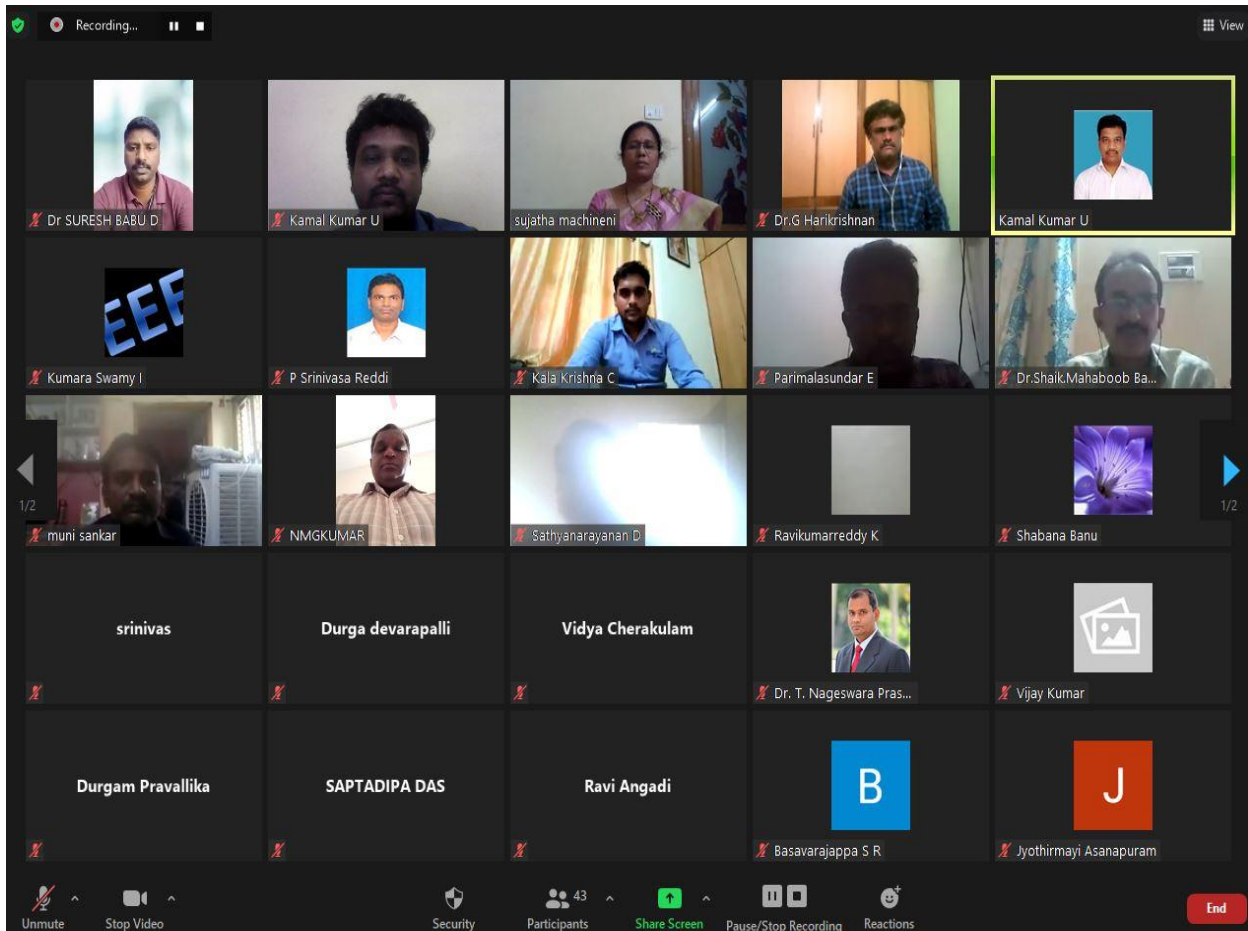 Recording...
View
Dr SURESH BABU D
Kamal Kumar U
sujatha machineni
Dr.G Harikrishnan
Kamal Kumar U
EEE
Kumara Swamy I
P Srinivasa Reddi
Kala Krishna C
Parimalasundar E
Dr.Shaik.Mahaboob Ba...
1/2
muni sankar
NMGKUMAR
Sathyanarayanan D
Ravikumarreddy K
Shabana Banu
1/2
srinivas
Durga devarapalli
Vidya Cherakulam
Dr. T. Nageswara Pras...
Vijay Kumar
Durgam Pravallika
SAPTADIPA DAS
Ravi Angadi
B
Basavarajappa S R
J
Jyothirmayi Asanapuram
43
Unmute
Stop Video
Security
Participants
Share Screen
Pause/Stop Recording
Reactions
End